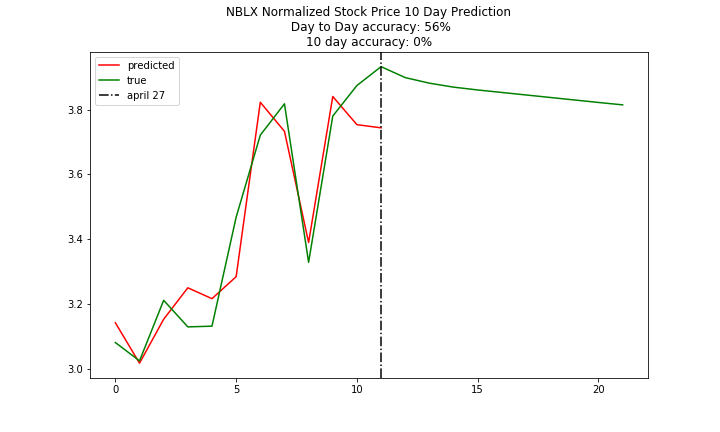 NBLX Normalized Stock Price 10 Day Prediction
Day to Day accuracy: 56%
10 day accuracy: 0%
predicted
true
april 27
3.8
3.6
3.4
3.2
3.0
0 5 10 15 20